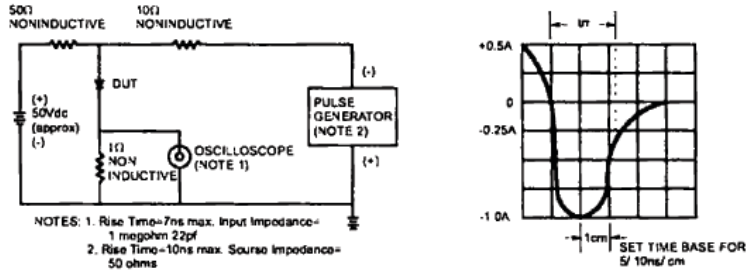 50Ω
NONINDUCTIVE
10Ω
NONINDUCTIVE
DUT
(+)
50Vdc
(approx)
(-)
1Ω
NON
INDUCTIVE
OSCILLOSCOPE
(NOTE 1)
(-)
PULSE
GENERATOR
(NOTE 2)
(+)
NOTES: 1. Rise Time=7ns max. Input Impedance=
1 megohm 22pf
2. Rise Time=10ns max. Sourse Impedance=
50 ohms
+0.5A
0
-0.25A
-1.0A
1cm
SET TIME BASE FOR
5/ 10ns/ cm